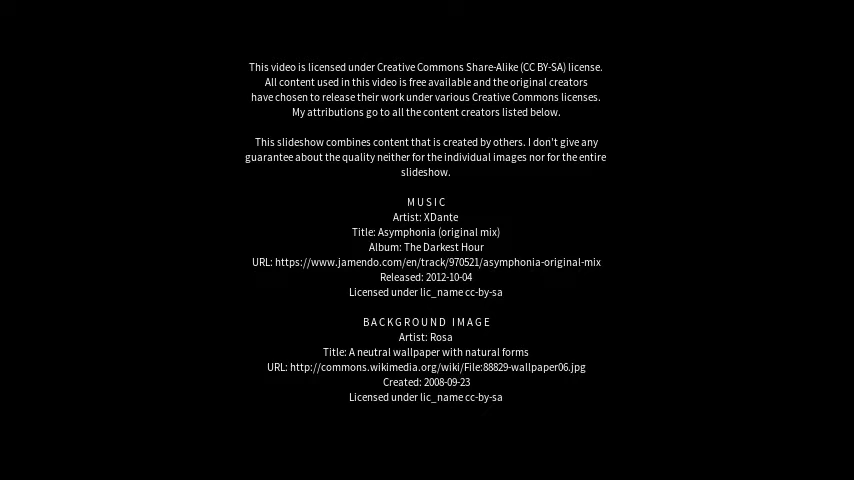 This video is licensed under Creative Commons Share-Alike (CC BY-SA) license.
All content used in this video is free available and the original creators
have chosen to release their work under various Creative Commons licenses.
My attributions go to all the content creators listed below.
This slideshow combines content that is created by others. I don't give any
guarantee about the quality neither for the individual images nor for the entire
slideshow.
MUSIC
Artist: XDante
Title: Asymphonia (original mix)
Album: The Darkest Hour
URL: https://www.jamendo.com/en/track/970521/asymphonia-original-mix
Released: 2012-10-04
Licensed under lic_name cc-by-sa
BACKGROUND IMAGE
Artist: Rosa
Title: A neutral wallpaper with natural forms
URL: http://commons.wikimedia.org/wiki/File:88829-wallpaper06.jpg
Created: 2008-09-23
Licensed under lic_name cc-by-sa